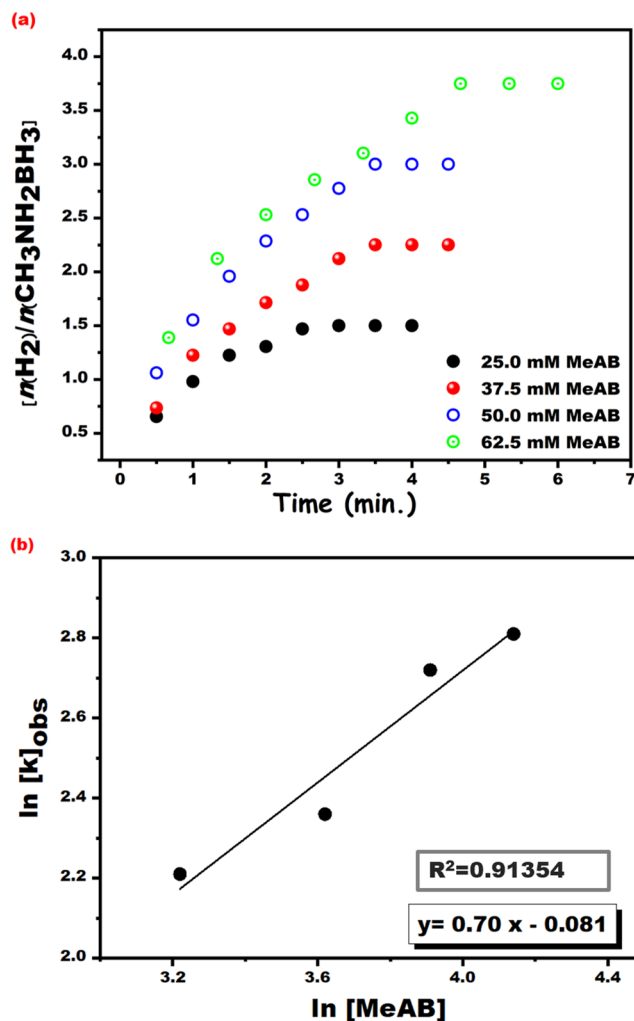 (a)
4.0
3.5
3.0
2.5
2.0
1.5
1.0
0.5
[n(H2)/n(CH3NH2BH3]
25.0 mM MeAB
37.5 mM MeAB
50.0 mM MeAB
62.5 mM MeAB
0 1 2 3 4 5 6 7
Time (min.)
(b)
3.0
2.8
2.6
2.4
2.2
2.0
ln [k]obs
R2=0.91354
y= 0.70 x - 0.081
3.2 3.6 4.0 4.4
ln [MeAB]